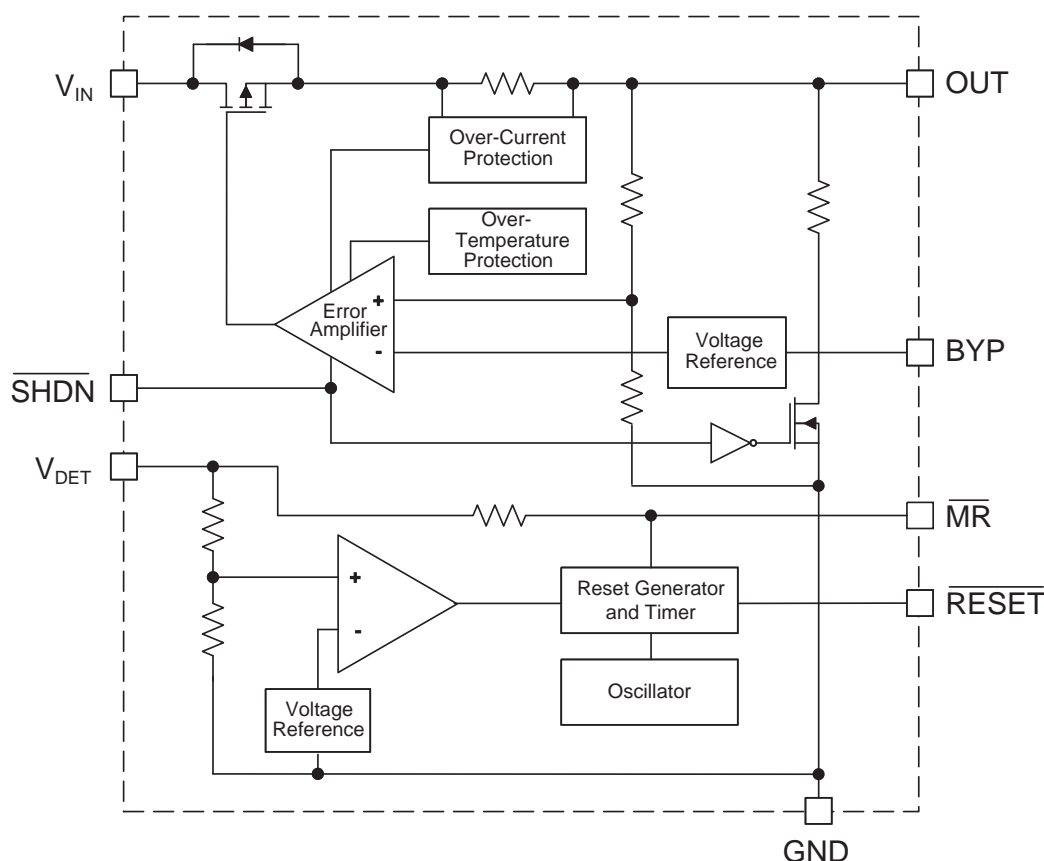 V_IN
OUT
Over-Current
Protection
Over-
Temperature
Protection
+
Error
Amplifier
-
Voltage
Reference
BYP
SHDN
V_DET
MR
+
-
Reset Generator
and Timer
RESET
Oscillator
Voltage
Reference
GND